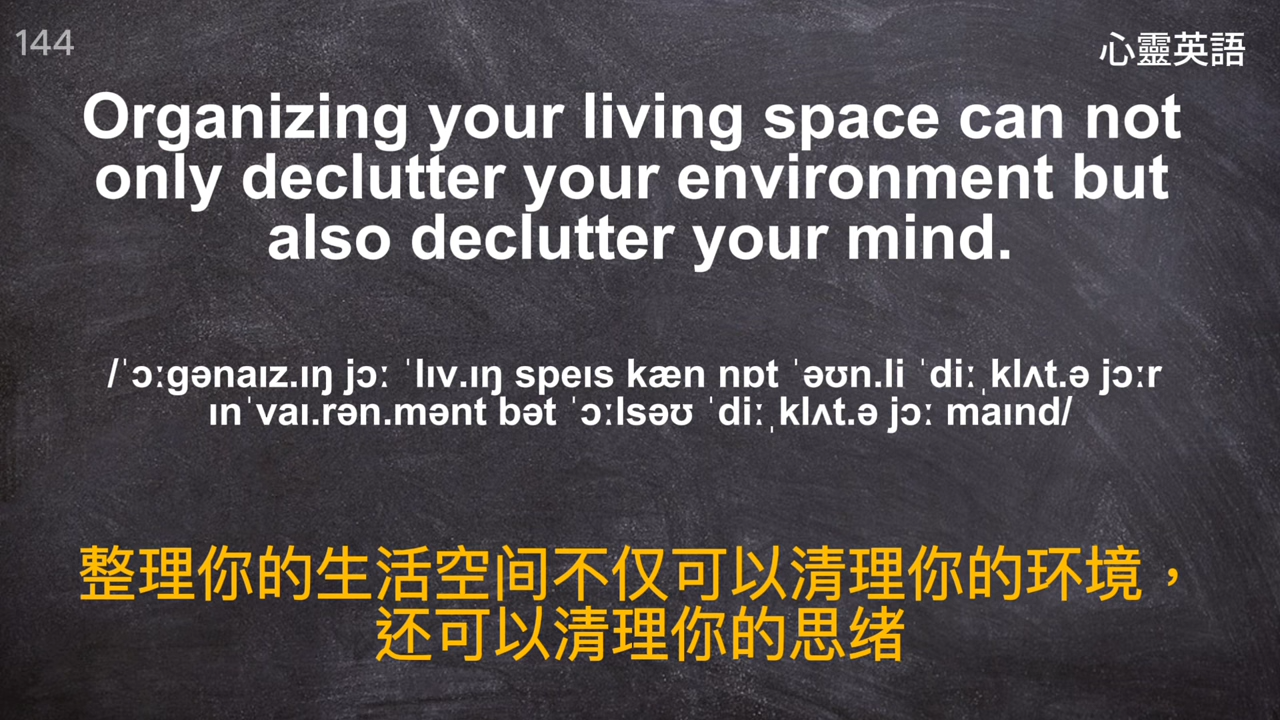 144
心靈英語
Organizing your living space can not
only declutter your environment but
also declutter your mind.
/ˈɔːgənaɪz.ɪŋ jɔː ˈlɪv.ɪŋ speɪs kæn nɒt ˈəʊn.li ˈdiːˌklʌt.ə jɔːr
ɪnˈvaɪ.rən.mənt bət ˈɔːlsəʊ ˈdiːˌklʌt.ə jɔː maɪnd/
整理你的生活空间不仅可以清理你的环境，
还可以清理你的思绪